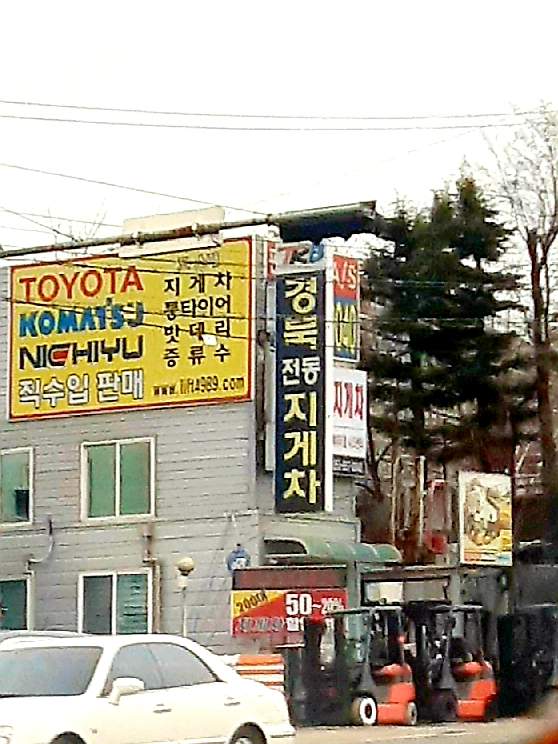 TOYOTA
KOMATSU
NICHIYU
직수입 판매
지게차
통타이어
밧데리
증류수
www.lift4989.com
경북
전동
지게차
A/S
지게차
50~